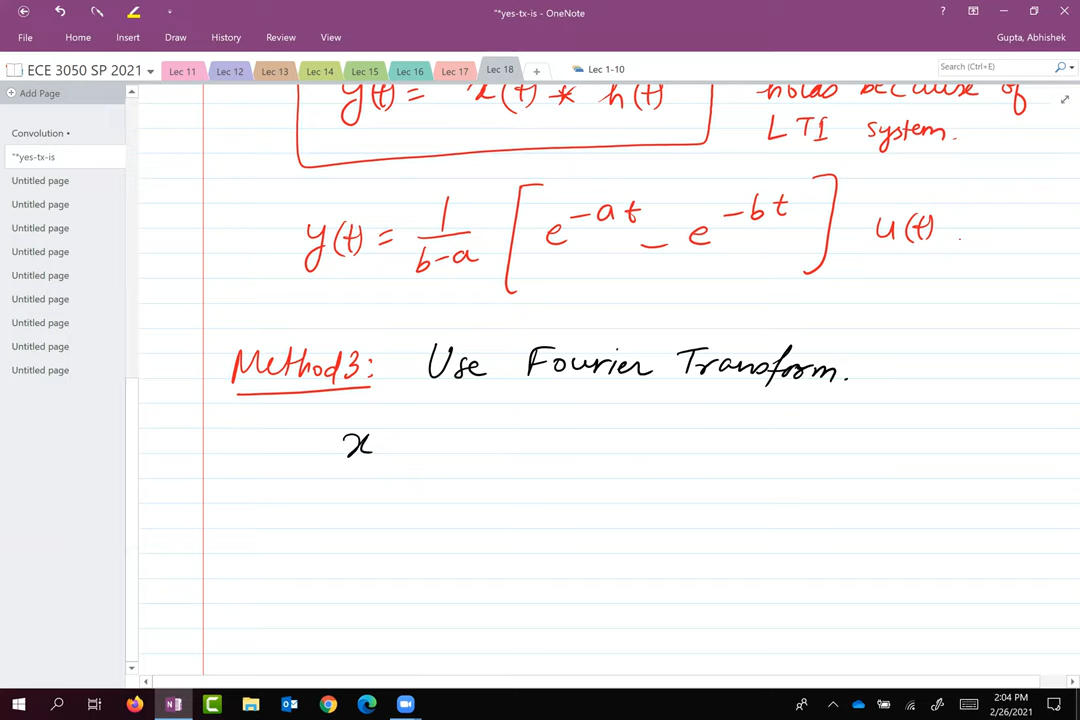 "*yes-tx-is - OneNote
File Home Insert Draw History Review View
Gupta, Abhishek
ECE 3050 SP 2021
Lec 11 Lec 12 Lec 13 Lec 14 Lec 15 Lec 16 Lec 17 Lec 18 Lec 1-10
Search (Ctrl+E)
Add Page
Convolution •
"*yes-tx-is
Untitled page
Untitled page
Untitled page
Untitled page
Untitled page
Untitled page
Untitled page
Untitled page
Untitled page
y(t) = x(t) * h(t) holds because of
LTI system.
y(t) = 1/(b-a) [ e^{-at} - e^{-bt} ] u(t).
Method 3: Use Fourier Transform.
x
2:04 PM
2/26/2021